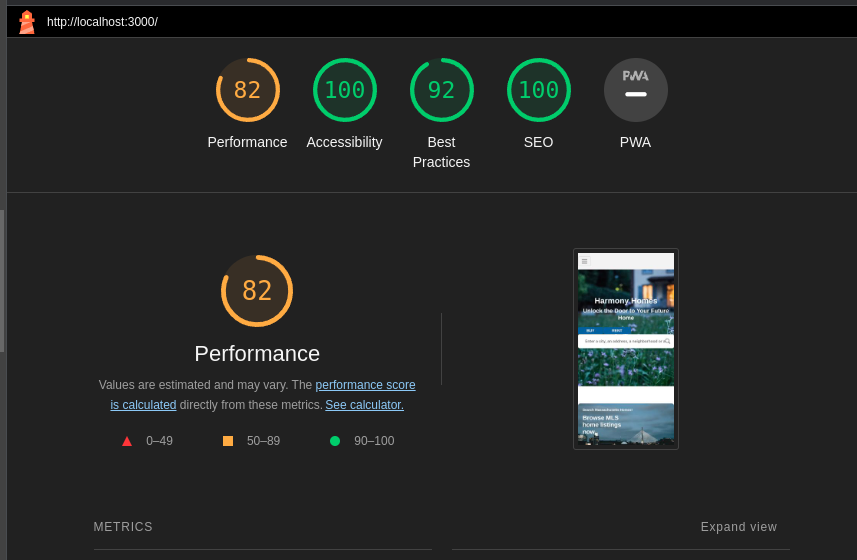 http://localhost:3000/
82
100
92
100
PWA
Performance
Accessibility
Best
Practices
SEO
PWA
82
Performance
Values are estimated and may vary. The performance score
is calculated directly from these metrics. See calculator.
0–49
50–89
90–100
Harmony Homes
Unlock the Door to Your Future
Home
BUY RENT
Enter a city, an address, a neighborhood or
Browse MLS
home listings
now
METRICS
Expand view